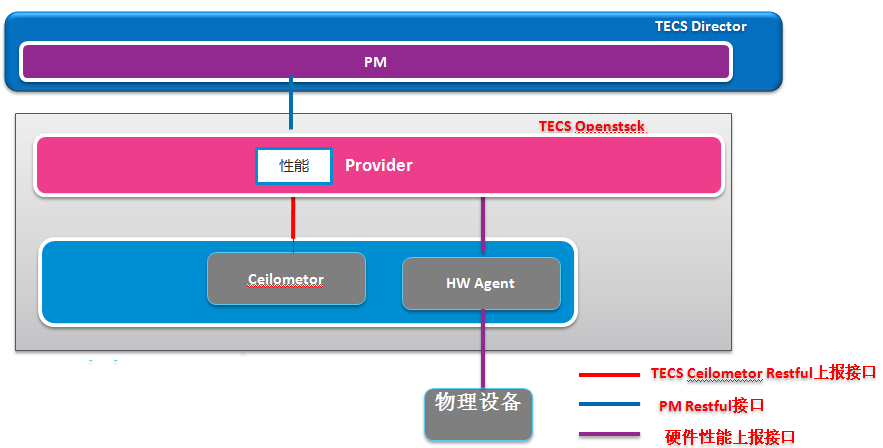 TECS Director
PM
TECS Openstsck
性能
Provider
Ceilometor
HW Agent
物理设备
TECS Ceilometor Restful上报接口
PM Restful接口
硬件性能上报接口